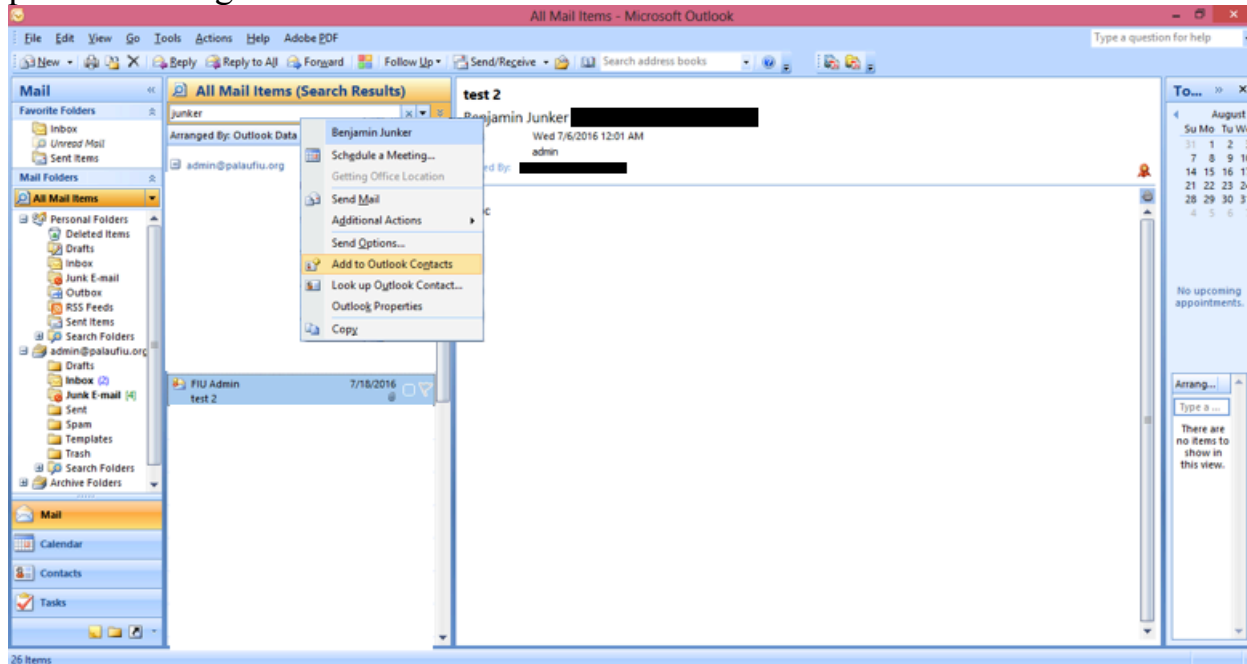 All Mail Items - Microsoft Outlook
File Edit View Go Tools Actions Help Adobe PDF
Type a question for help
New Reply Reply to All Forward Follow Up Send/Receive Search address books
Mail
Favorite Folders
Inbox
Unread Mail
Sent Items
Mail Folders
All Mail Items
Personal Folders
Deleted Items
Drafts
Inbox
Junk E-mail
Outbox
RSS Feeds
Sent Items
Search Folders
admin@palaufiu.org
Drafts
Inbox (2)
Junk E-mail [4]
Sent
Spam
Templates
Trash
Search Folders
Archive Folders
Mail
Calendar
Contacts
Tasks
26 Items
All Mail Items (Search Results)
junker
Arranged By: Outlook Data
admin@palaufiu.org
Benjamin Junker
Schedule a Meeting...
Getting Office Location
Send Mail
Additional Actions
Send Options...
Add to Outlook Contacts
Look up Outlook Contact...
Outlook Properties
Copy
FIU Admin 7/18/2016
test 2
test 2
Benjamin Junker
Wed 7/6/2016 12:01 AM
admin
ed By:
c
To...
August
Su Mo Tu W
31 1 2
7 8 9 1
14 15 16 1
21 22 23 2
28 29 30 3
4 5 6
No upcoming
appointments.
Arrang...
Type a ...
There are
no items to
show in
this view.